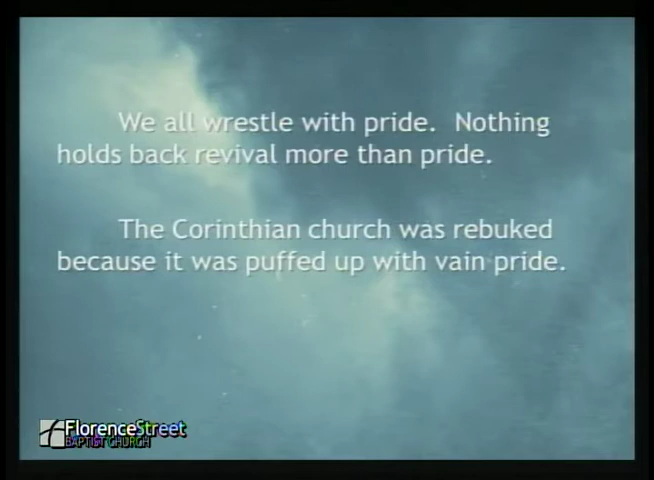 We all wrestle with pride. Nothing
holds back revival more than pride.
The Corinthian church was rebuked
because it was puffed up with vain pride.
FlorenceStreet
BAPTIST CHURCH